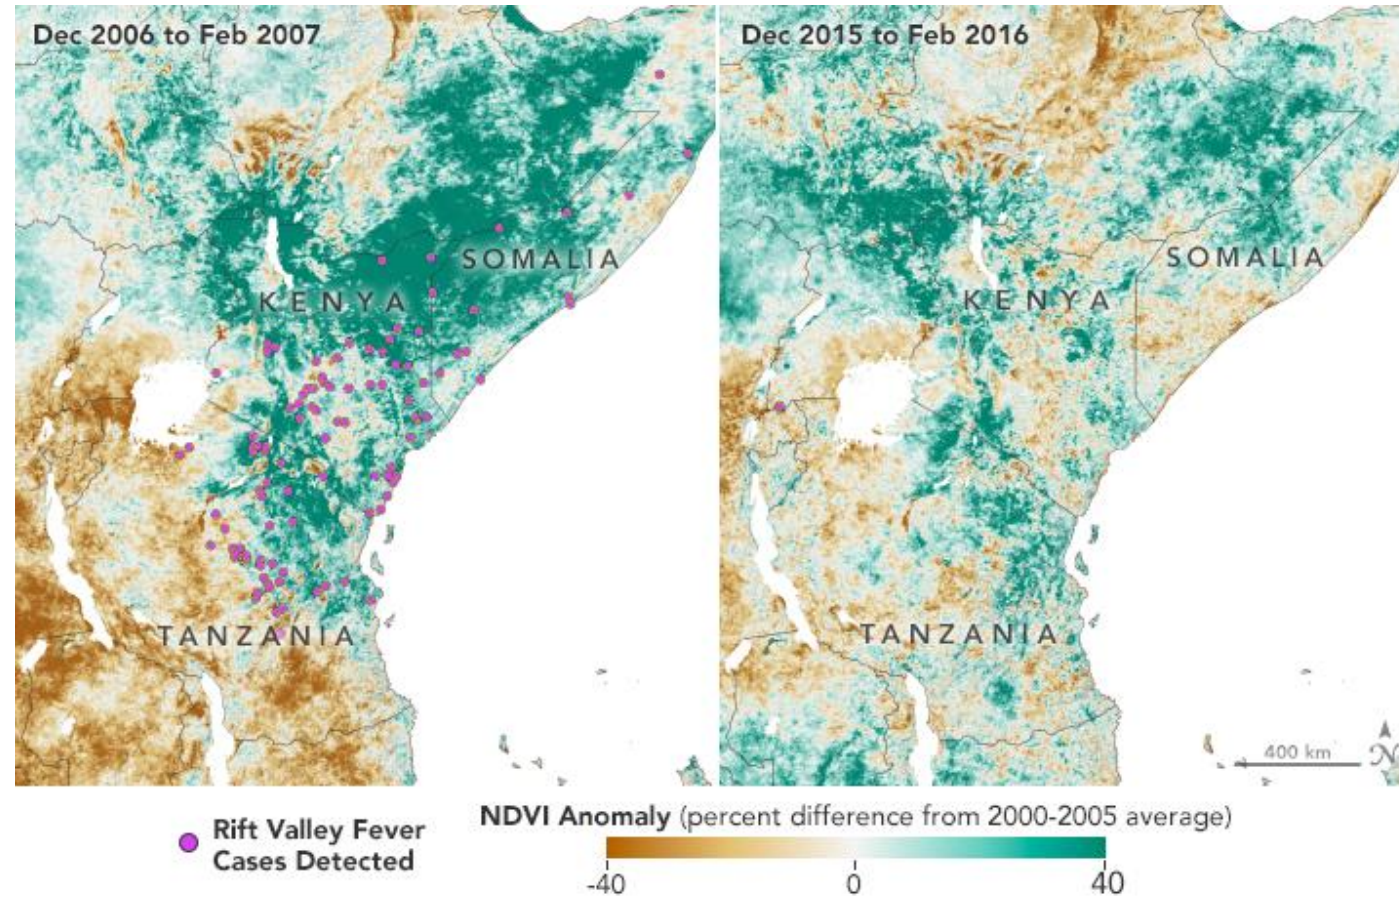 Dec 2006 to Feb 2007
Dec 2015 to Feb 2016
SOMALIA
KENYA
TANZANIA
SOMALIA
KENYA
TANZANIA
400 km
N
Rift Valley Fever
Cases Detected
NDVI Anomaly (percent difference from 2000-2005 average)
-40 0 40